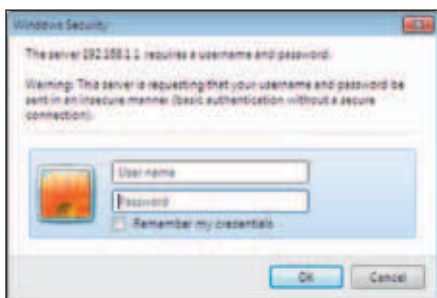 Windows Security
The server 192.168.1.1 requires a username and password.
Warning: This server is requesting that your username and password be
sent in an insecure manner (basic authentication without a secure
connection).
User name
Password
Remember my credentials
OK
Cancel